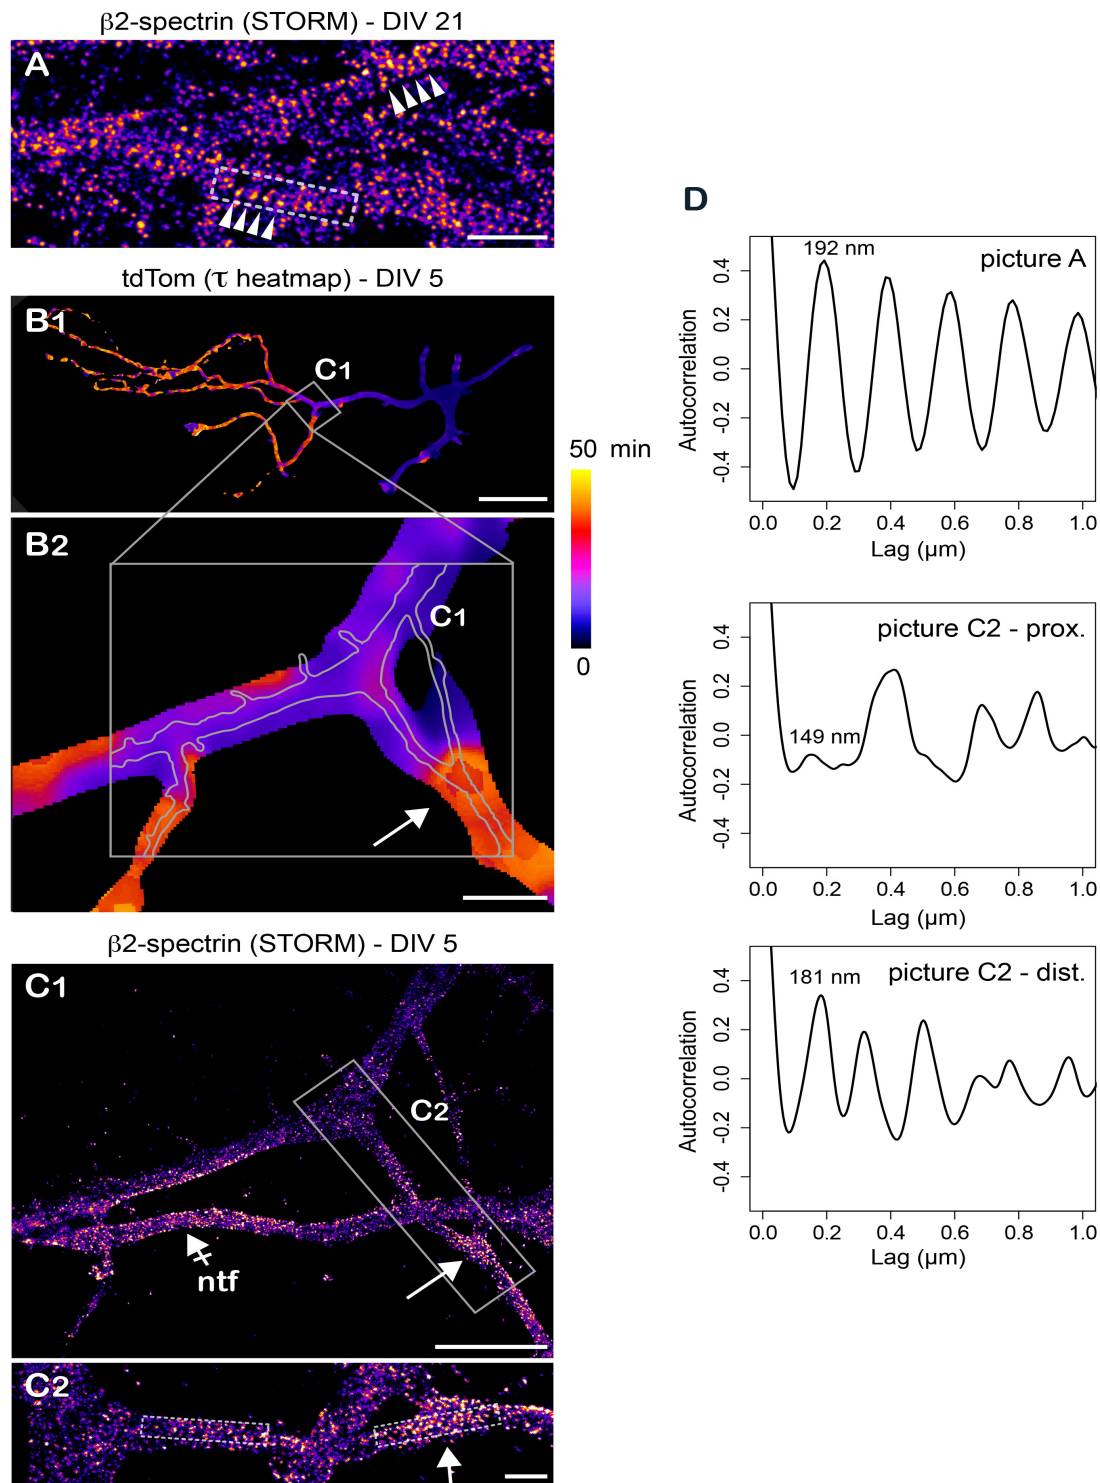 β2-spectrin (STORM) - DIV 21
A
tdTom (τ heatmap) - DIV 5
B1
C1
50 min
0
B2
C1
β2-spectrin (STORM) - DIV 5
C1
C2
ntf
C2
D
192 nm
picture A
Autocorrelation
0.4
0.2
0.0
-0.2
-0.4
0.0 0.2 0.4 0.6 0.8 1.0
Lag (µm)
picture C2 - prox.
149 nm
Autocorrelation
0.4
0.2
0.0
-0.2
-0.4
0.0 0.2 0.4 0.6 0.8 1.0
Lag (µm)
181 nm
picture C2 - dist.
Autocorrelation
0.4
0.2
0.0
-0.2
-0.4
0.0 0.2 0.4 0.6 0.8 1.0
Lag (µm)